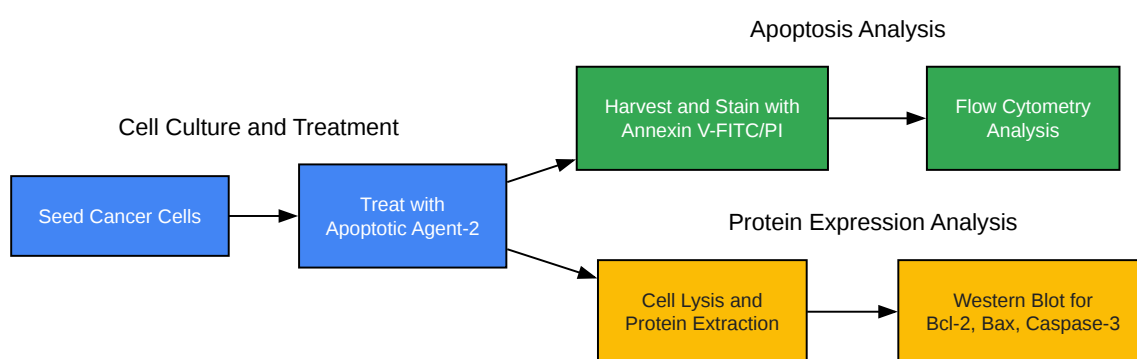 Cell Culture and Treatment
Seed Cancer Cells
Treat with
Apoptotic Agent-2
Apoptosis Analysis
Harvest and Stain with
Annexin V-FITC/PI
Flow Cytometry
Analysis
Protein Expression Analysis
Cell Lysis and
Protein Extraction
Western Blot for
Bcl-2, Bax, Caspase-3